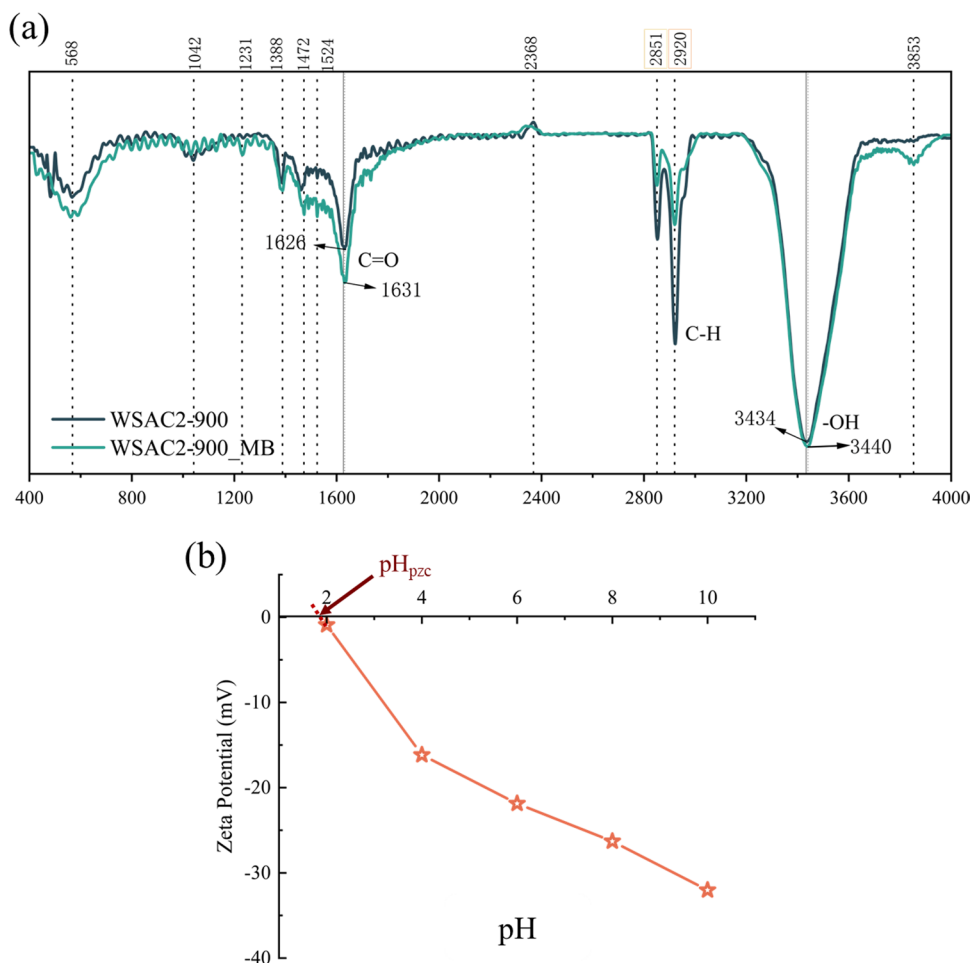 (a)
568
1042
1231
1388
1472
1524
2368
2851
2920
3853
1626
C=O
1631
C-H
3434
-OH
3440
WSAC2-900
WSAC2-900_MB
400 800 1200 1600 2000 2400 2800 3200 3600 4000
(b)
pHpzc
2 4 6 8 10
0
-10
-20
-30
-40
Zeta Potential (mV)
pH